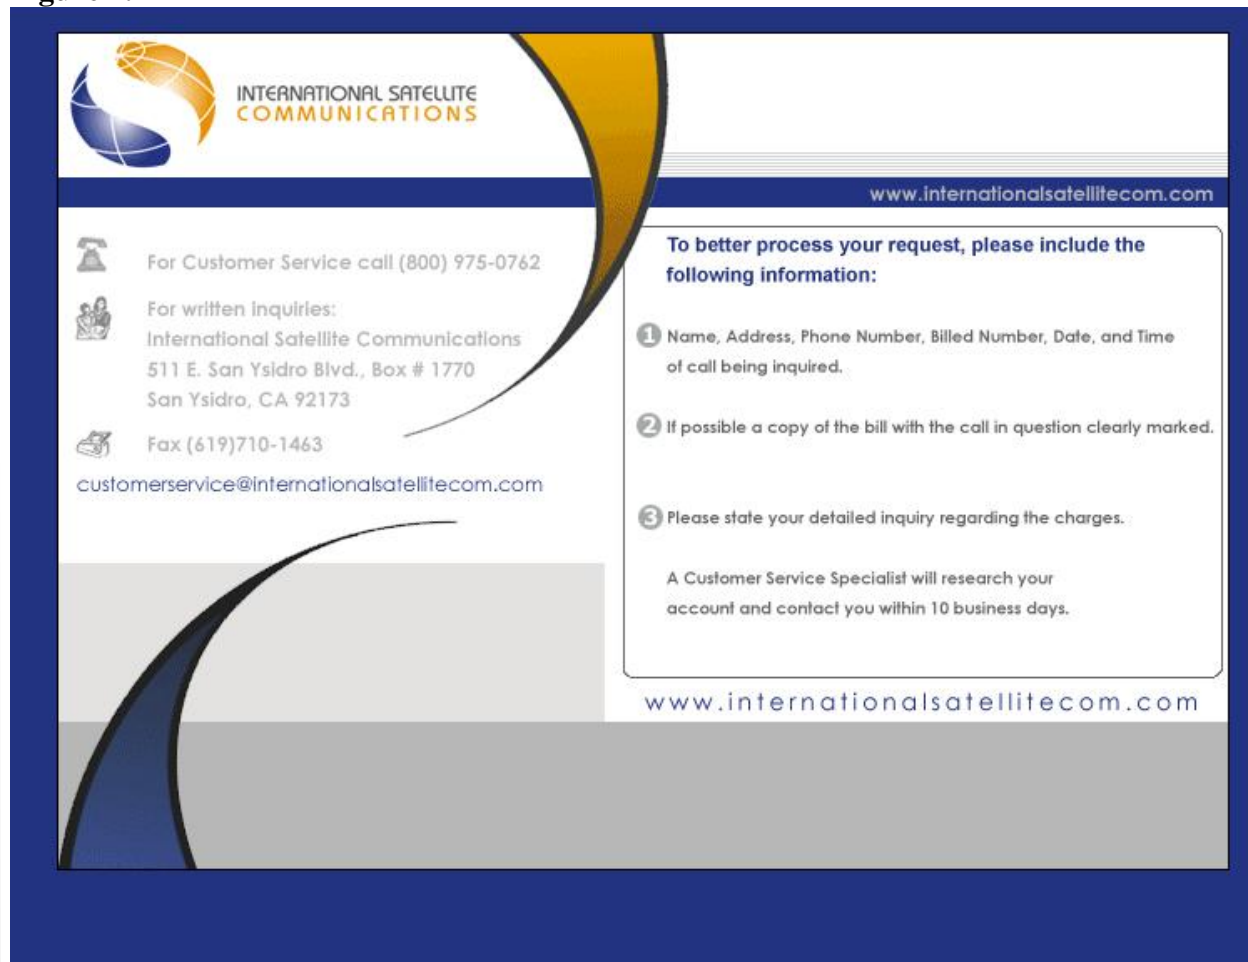 INTERNATIONAL SATELLITE
COMMUNICATIONS
www.internationalsatellitecom.com
For Customer Service call (800) 975-0762
For written inquiries:
International Satellite Communications
511 E. San Ysidro Blvd., Box # 1770
San Ysidro, CA 92173
Fax (619)710-1463
customerservice@internationalsatellitecom.com
To better process your request, please include the
following information:
1 Name, Address, Phone Number, Billed Number, Date, and Time
of call being inquired.
2 If possible a copy of the bill with the call in question clearly marked.
3 Please state your detailed inquiry regarding the charges.
A Customer Service Specialist will research your
account and contact you within 10 business days.
www.internationalsatellitecom.com